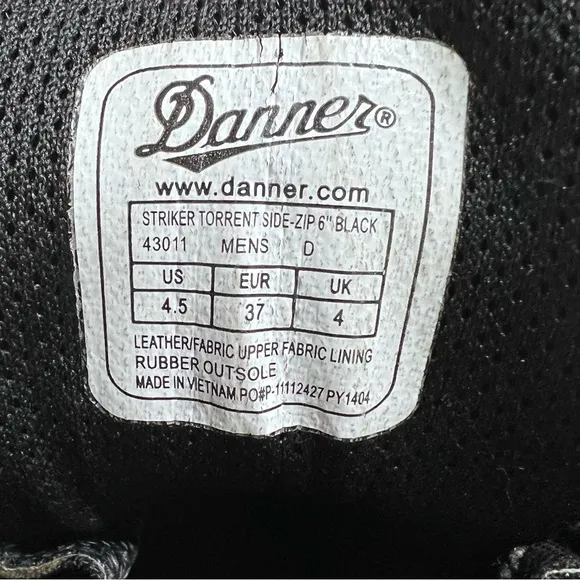 Danner®
www.danner.com
STRIKER TORRENT SIDE-ZIP 6" BLACK
43011 MENS D
US EUR UK
4.5 37 4
LEATHER/FABRIC UPPER FABRIC LINING
RUBBER OUTSOLE
MADE IN VIETNAM PO#P-11112427 PY1404